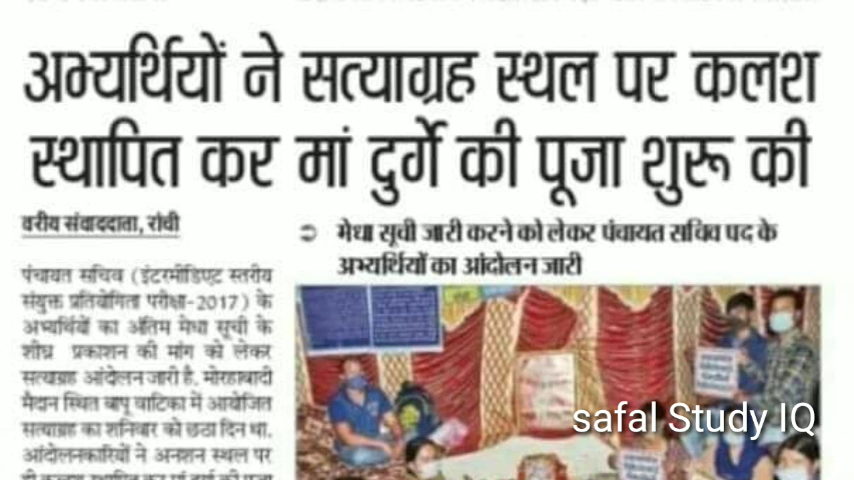 अभ्यर्थियों ने सत्याग्रह स्थल पर कलश
स्थापित कर मां दुर्गे की पूजा शुरू की
वरीय संवाददाता, रांची
मेधा सूची जारी करने को लेकर पंचायत सचिव पद के
अभ्यर्थियों का आंदोलन जारी
पंचायत सचिव (इंटरमीडिएट स्तरीय
संयुक्त प्रतियोगिता परीक्षा-2017) के
अभ्यर्थियों का अंतिम मेधा सूची के
शीघ्र प्रकाशन की मांग को लेकर
सत्याग्रह आंदोलन जारी है. मोरहाबादी
मैदान स्थित बापू वाटिका में आयोजित
सत्याग्रह का शनिवार को छठा दिन था.
आंदोलनकारियों ने अनशन स्थल पर
safal Study IQ